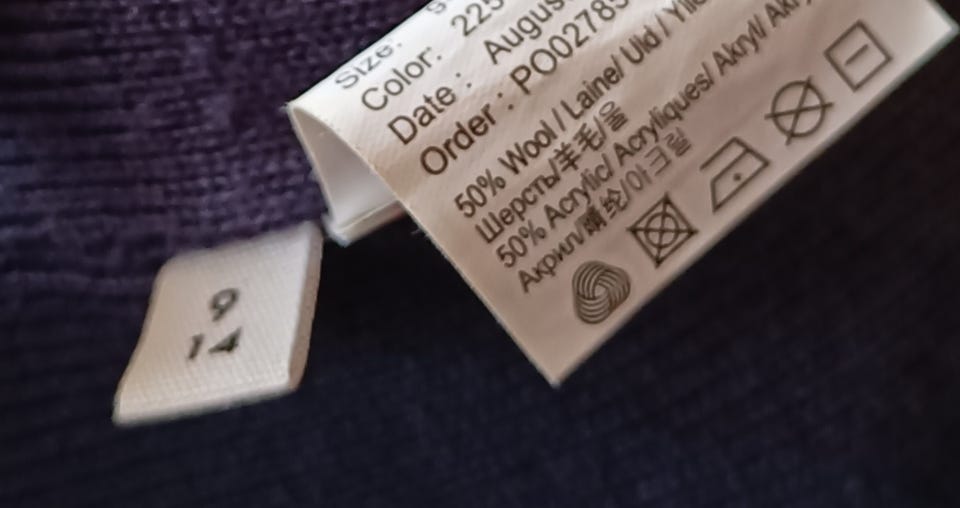 Size:
Color: 225
Date : Augus
Order : PO02785
50% Wool / Laine/ Uld / Ylle
Шерсть/羊毛/울
50% Acrylic/ Acryliques/ Akryl/ Akry
Акрил/腈纶/아크릴
9
14